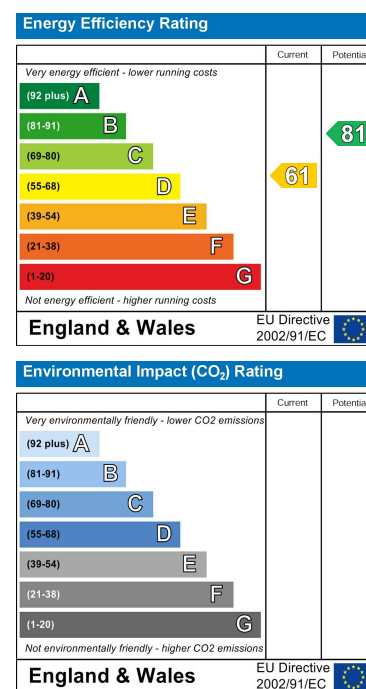 Energy Efficiency Rating
Current Potentia
Very energy efficient - lower running costs
(92 plus) A
(81-91) B
81
(69-80) C
61
(55-68) D
(39-54) E
(21-38) F
(1-20) G
Not energy efficient - higher running costs
England & Wales
EU Directive
2002/91/EC
Environmental Impact (CO₂) Rating
Current Potentia
Very environmentally friendly - lower CO2 emissions
(92 plus) A
(81-91) B
(69-80) C
(55-68) D
(39-54) E
(21-38) F
(1-20) G
Not environmentally friendly - higher CO2 emissions
England & Wales
EU Directive
2002/91/EC